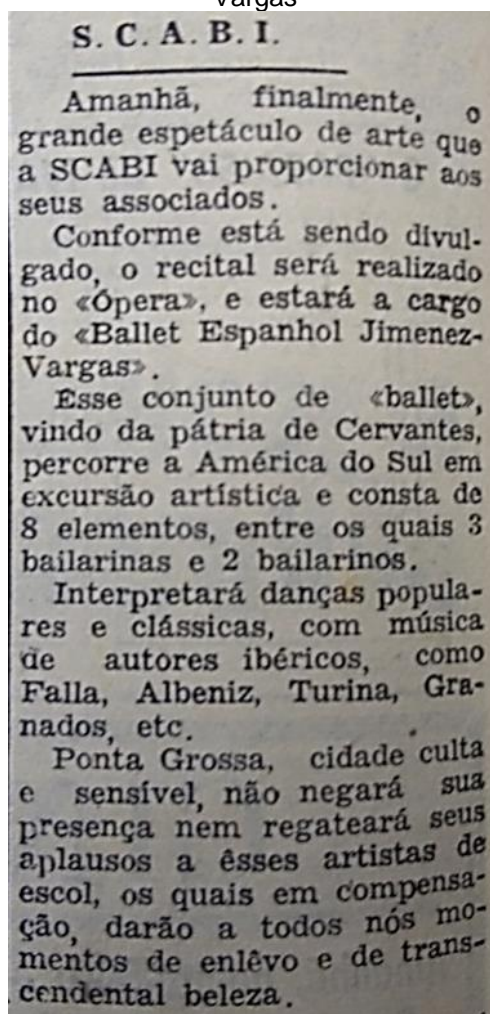 Vargas
S. C. A. B. I.
Amanhã, finalmente, o
grande espetáculo de arte que
a SCABI vai proporcionar aos
seus associados.
Conforme está sendo divul-
gado, o recital será realizado
no «Ópera», e estará a cargo
do «Ballet Espanhol Jimenez-
Vargas».
Esse conjunto de «ballet»,
vindo da pátria de Cervantes,
percorre a América do Sul em
excursão artística e consta de
8 elementos, entre os quais 3
bailarinas e 2 bailarinos.
Interpretará danças popula-
res e clássicas, com música
de autores ibéricos, como
Falla, Albeniz, Turina, Gra-
nados, etc.
Ponta Grossa, cidade culta
e sensível, não negará sua
presença nem regateará seus
aplausos a êsses artistas de
escol, os quais em compensa-
ção, darão a todos nós mo-
mentos de enlêvo e de trans-
cendental beleza.